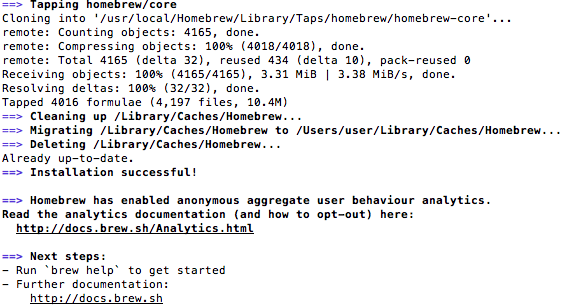 ==> Tapping homebrew/core
Cloning into '/usr/local/Homebrew/Library/Taps/homebrew/homebrew-core'...
remote: Counting objects: 4165, done.
remote: Compressing objects: 100% (4018/4018), done.
remote: Total 4165 (delta 32), reused 434 (delta 10), pack-reused 0
Receiving objects: 100% (4165/4165), 3.31 MiB | 3.38 MiB/s, done.
Resolving deltas: 100% (32/32), done.
Tapped 4016 formulae (4,197 files, 10.4M)
==> Cleaning up /Library/Caches/Homebrew...
==> Migrating /Library/Caches/Homebrew to /Users/user/Library/Caches/Homebrew...
==> Deleting /Library/Caches/Homebrew...
Already up-to-date.
==> Installation successful!
==> Homebrew has enabled anonymous aggregate user behaviour analytics.
Read the analytics documentation (and how to opt-out) here:
http://docs.brew.sh/Analytics.html
==> Next steps:
- Run `brew help` to get started
- Further documentation:
http://docs.brew.sh